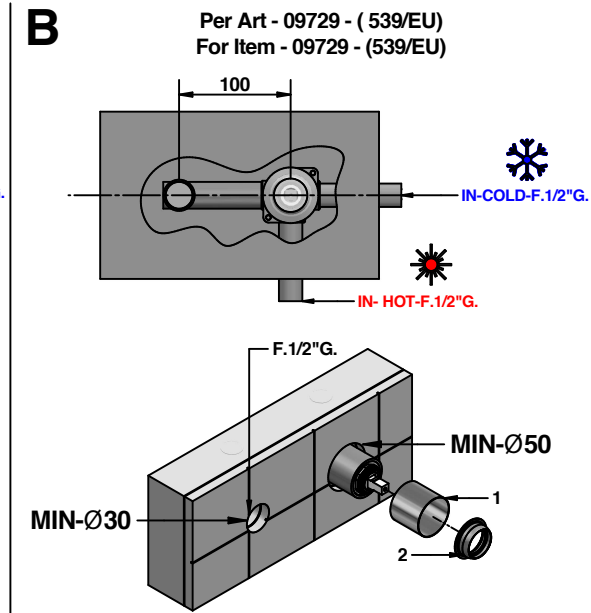 B
Per Art - 09729 - ( 539/EU)
For Item - 09729 - (539/EU)
100
IN-COLD-F.1/2"G.
IN- HOT-F.1/2"G.
F.1/2"G.
MIN-Ø50
MIN-Ø30
1
2